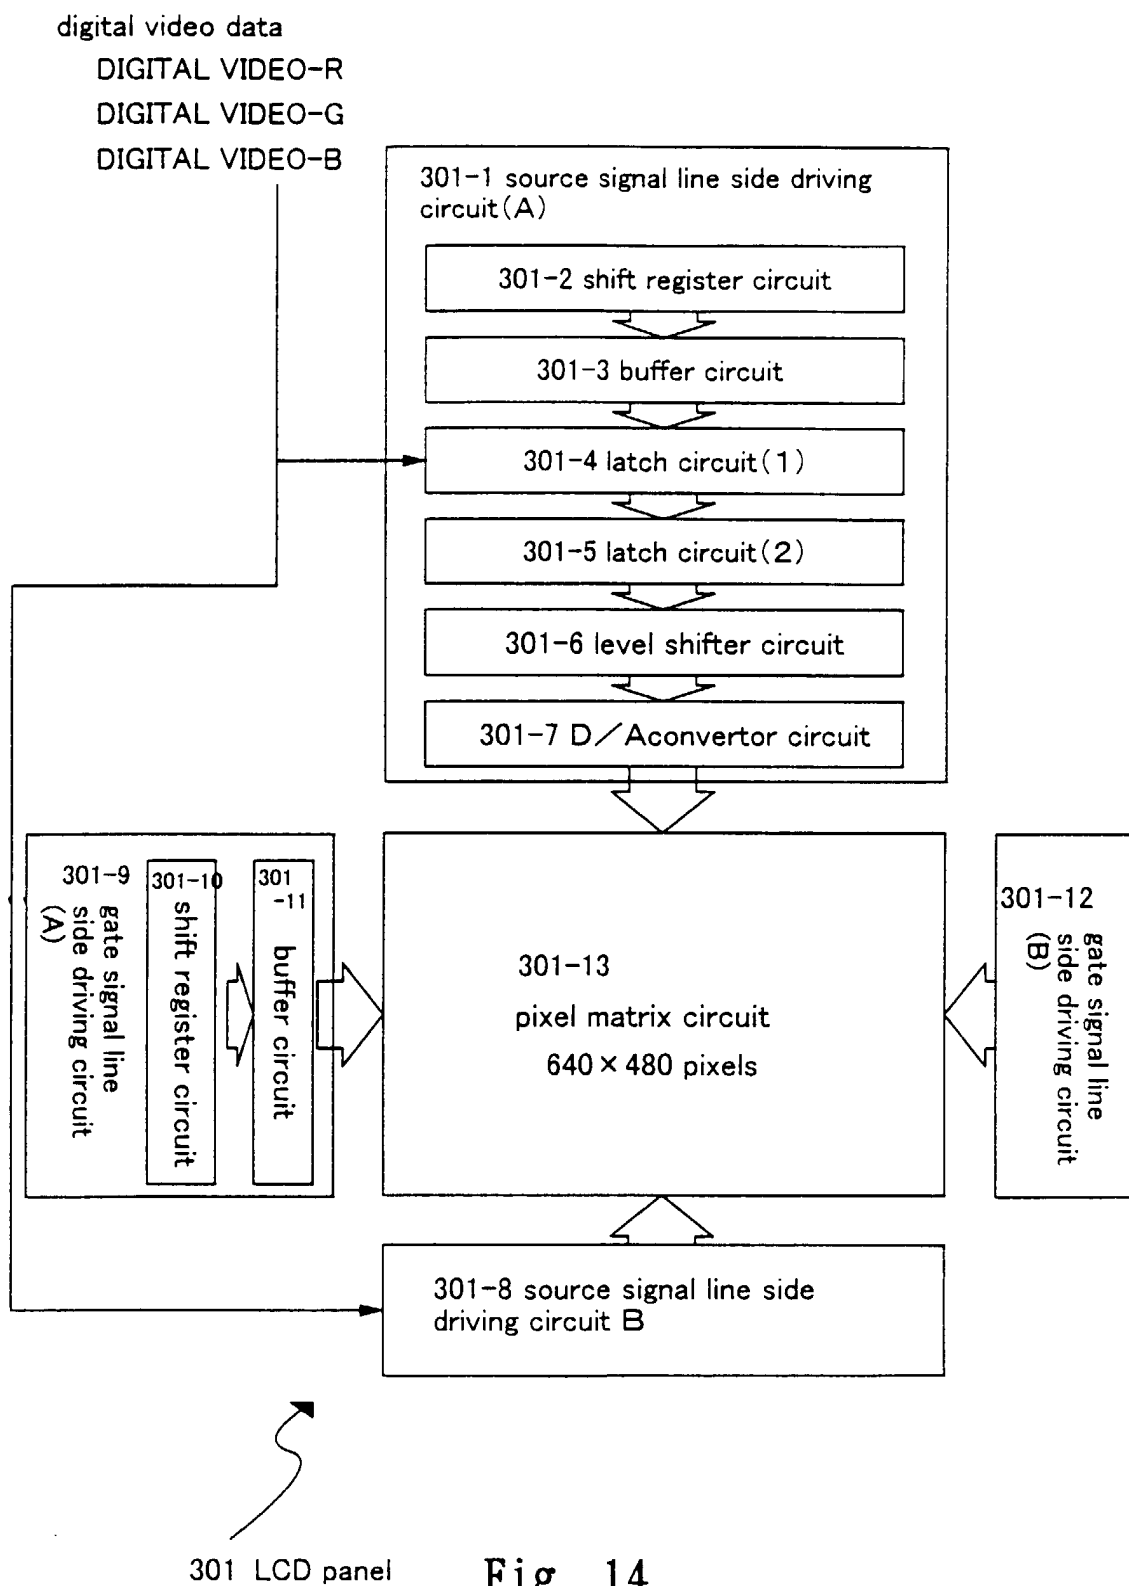 digital video data
DIGITAL VIDEO-R
DIGITAL VIDEO-G
DIGITAL VIDEO-B
301-1 source signal line side driving
circuit(A)
301-2 shift register circuit
301-3 buffer circuit
301-4 latch circuit(1)
301-5 latch circuit(2)
301-6 level shifter circuit
301-7 D/Aconvertor circuit
301-9
gate signal line
side driving circuit
(A)
301-10
shift register circuit
301
-11
buffer circuit
301-13
pixel matrix circuit
640×480 pixels
301-12
gate signal line
side driving circuit
(B)
301-8 source signal line side
driving circuit B
301 LCD panel
Fig. 14